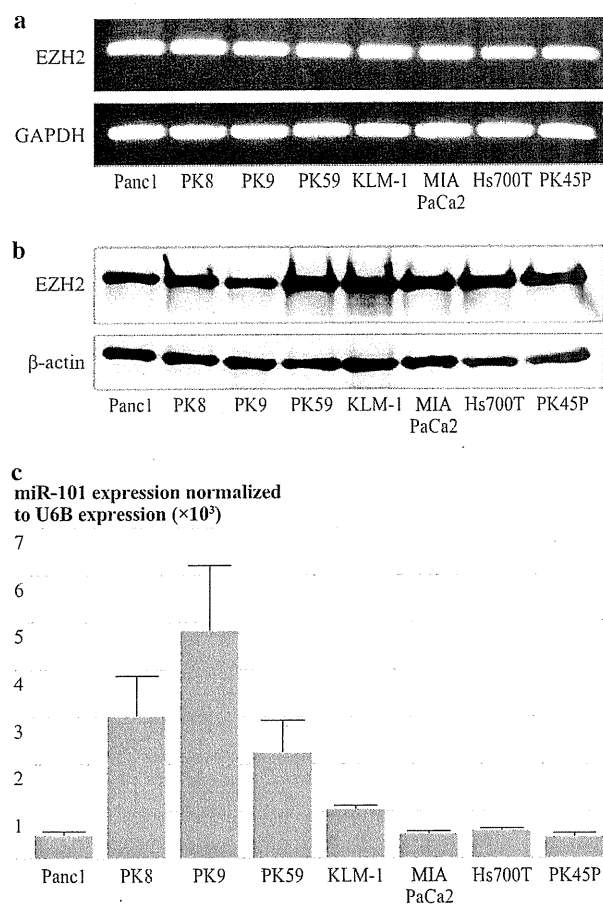 a
EZH2
GAPDH
Panc1 PK8 PK9 PK59 KLM-1 MIA PaCa2 Hs700T PK45P
b
EZH2
β-actin
Panc1 PK8 PK9 PK59 KLM-1 MIA PaCa2 Hs700T PK45P
c
miR-101 expression normalized
to U6B expression (×10³)
7
6
5
4
3
2
1
Panc1 PK8 PK9 PK59 KLM-1 MIA PaCa2 Hs700T PK45P